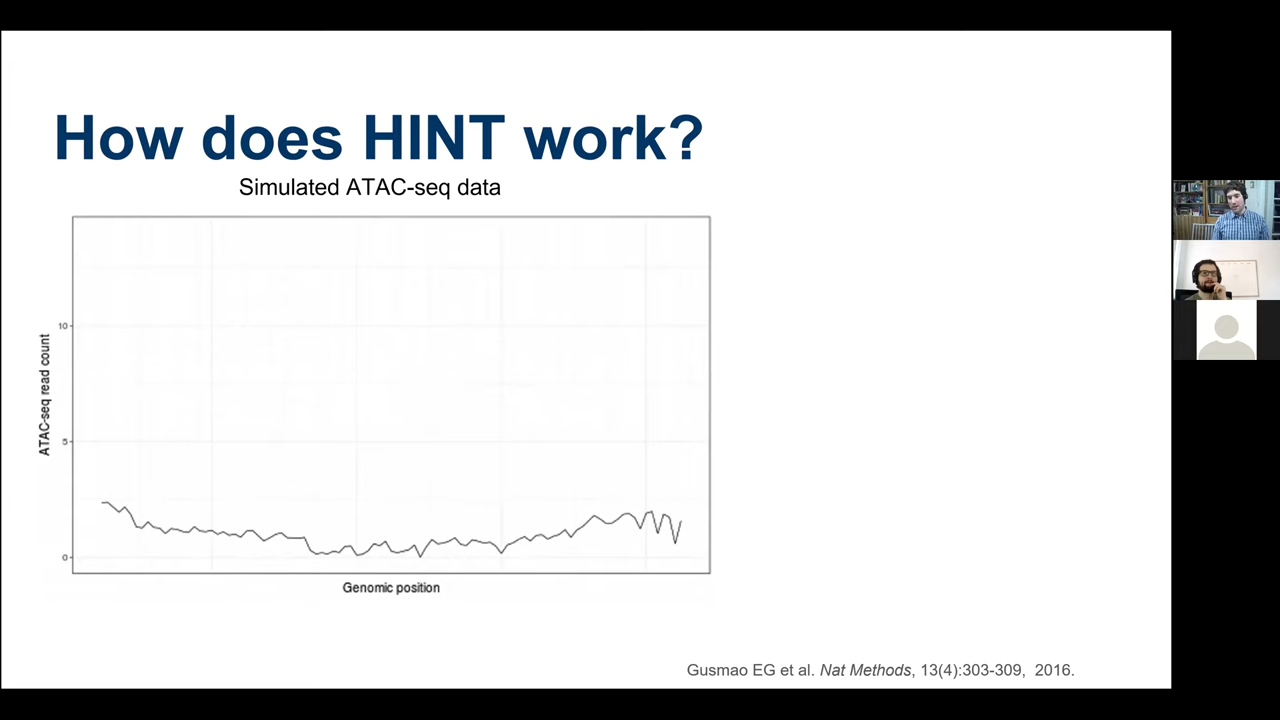 How does HINT work?
Simulated ATAC-seq data
ATAC-seq read count
10
5
0
Genomic position
Gusmao EG et al. Nat Methods, 13(4):303-309, 2016.